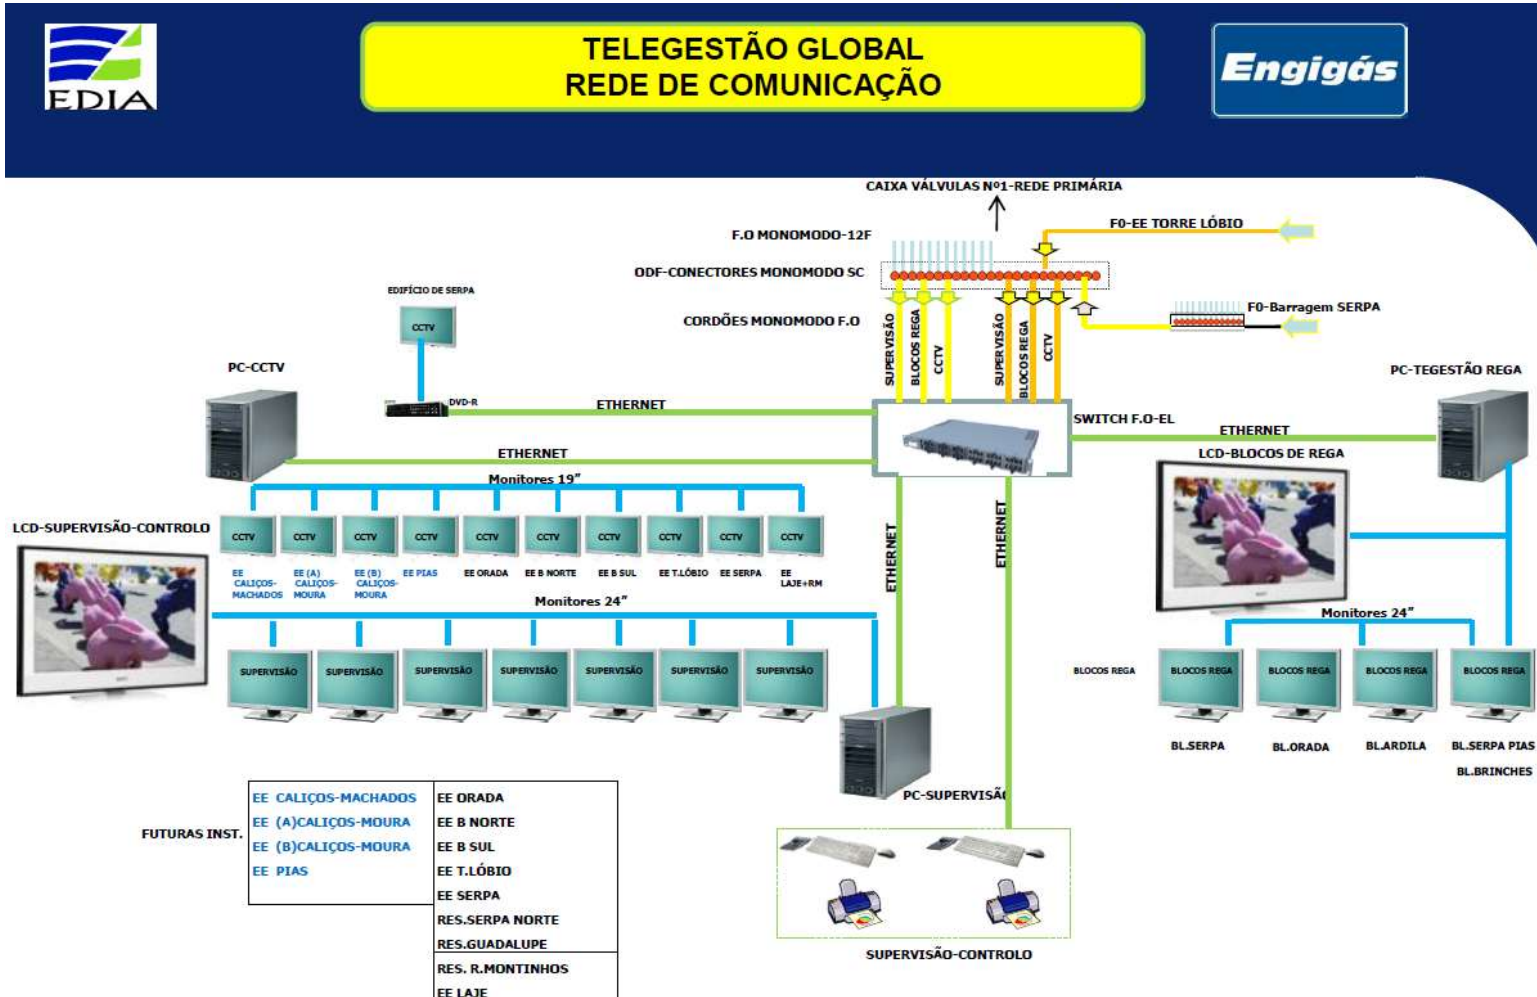 EDIA
TELEGESTÃO GLOBAL
REDE DE COMUNICAÇÃO
Engigás
CAIXA VÁLVULAS Nº1-REDE PRIMÁRIA
F.O MONOMODO-12F
F0-EE TORRE LÓBIO
ODF-CONECTORES MONOMODO SC
EDIFÍCIO DE SERPA
CCTV
CORDÕES MONOMODO F.O
F0-Barragem SERPA
SUPERVISÃO
BLOCOS REGA
CCTV
SUPERVISÃO
BLOCOS REGA
CCTV
PC-CCTV
DVD-R
ETHERNET
PC-TEGESTÃO REGA
SWITCH F.O-EL
ETHERNET
ETHERNET
LCD-BLOCOS DE REGA
Monitores 19"
LCD-SUPERVISÃO-CONTROLO
CCTV CCTV CCTV CCTV CCTV CCTV CCTV CCTV CCTV CCTV
EE CALIÇOS-MACHADOS
EE (A) CALIÇOS-MOURA
EE (B) CALIÇOS-MOURA
EE PIAS
EE ORADA
EE B NORTE
EE B SUL
EE T.LÓBIO
EE SERPA
EE LAJE+RM
ETHERNET
ETHERNET
Monitores 24"
Monitores 24"
SUPERVISÃO SUPERVISÃO SUPERVISÃO SUPERVISÃO SUPERVISÃO SUPERVISÃO SUPERVISÃO
BLOCOS REGA
BLOCOS REGA BLOCOS REGA BLOCOS REGA BLOCOS REGA
BL.SERPA
BL.ORADA
BL.ARDILA
BL.SERPA PIAS
BL.BRINCHES
PC-SUPERVISÃO
FUTURAS INST.
EE CALIÇOS-MACHADOS
EE (A)CALIÇOS-MOURA
EE (B)CALIÇOS-MOURA
EE PIAS
EE ORADA
EE B NORTE
EE B SUL
EE T.LÓBIO
EE SERPA
RES.SERPA NORTE
RES.GUADALUPE
RES. R.MONTINHOS
EE LAJE
SUPERVISÃO-CONTROLO